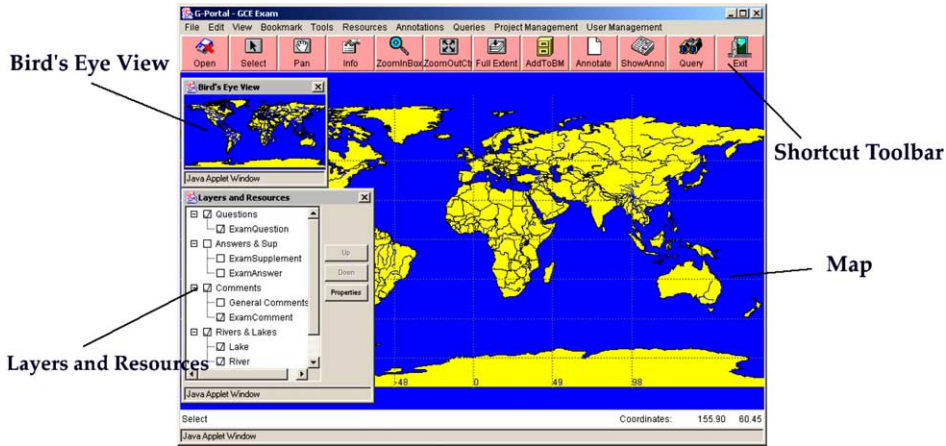 G-Portal - GCE Exam
File Edit View Bookmark Tools Resources Annotations Queries Project Management User Management
Open Select Pan Info ZoomInBox ZoomOutCtr Full Extent AddToBM Annotate ShowAnno Query Exit
Bird's Eye View
Bird's Eye View
Java Applet Window
Shortcut Toolbar
Layers and Resources
Questions
ExamQuestion
Answers & Sup
ExamSupplement
ExamAnswer
Comments
General Comments
ExamComment
Rivers & Lakes
Lake
River
Up
Down
Properties
Map
Layers and Resources
-48 0 49 98
Java Applet Window
Select Coordinates: 155.90 60.45
Java Applet Window